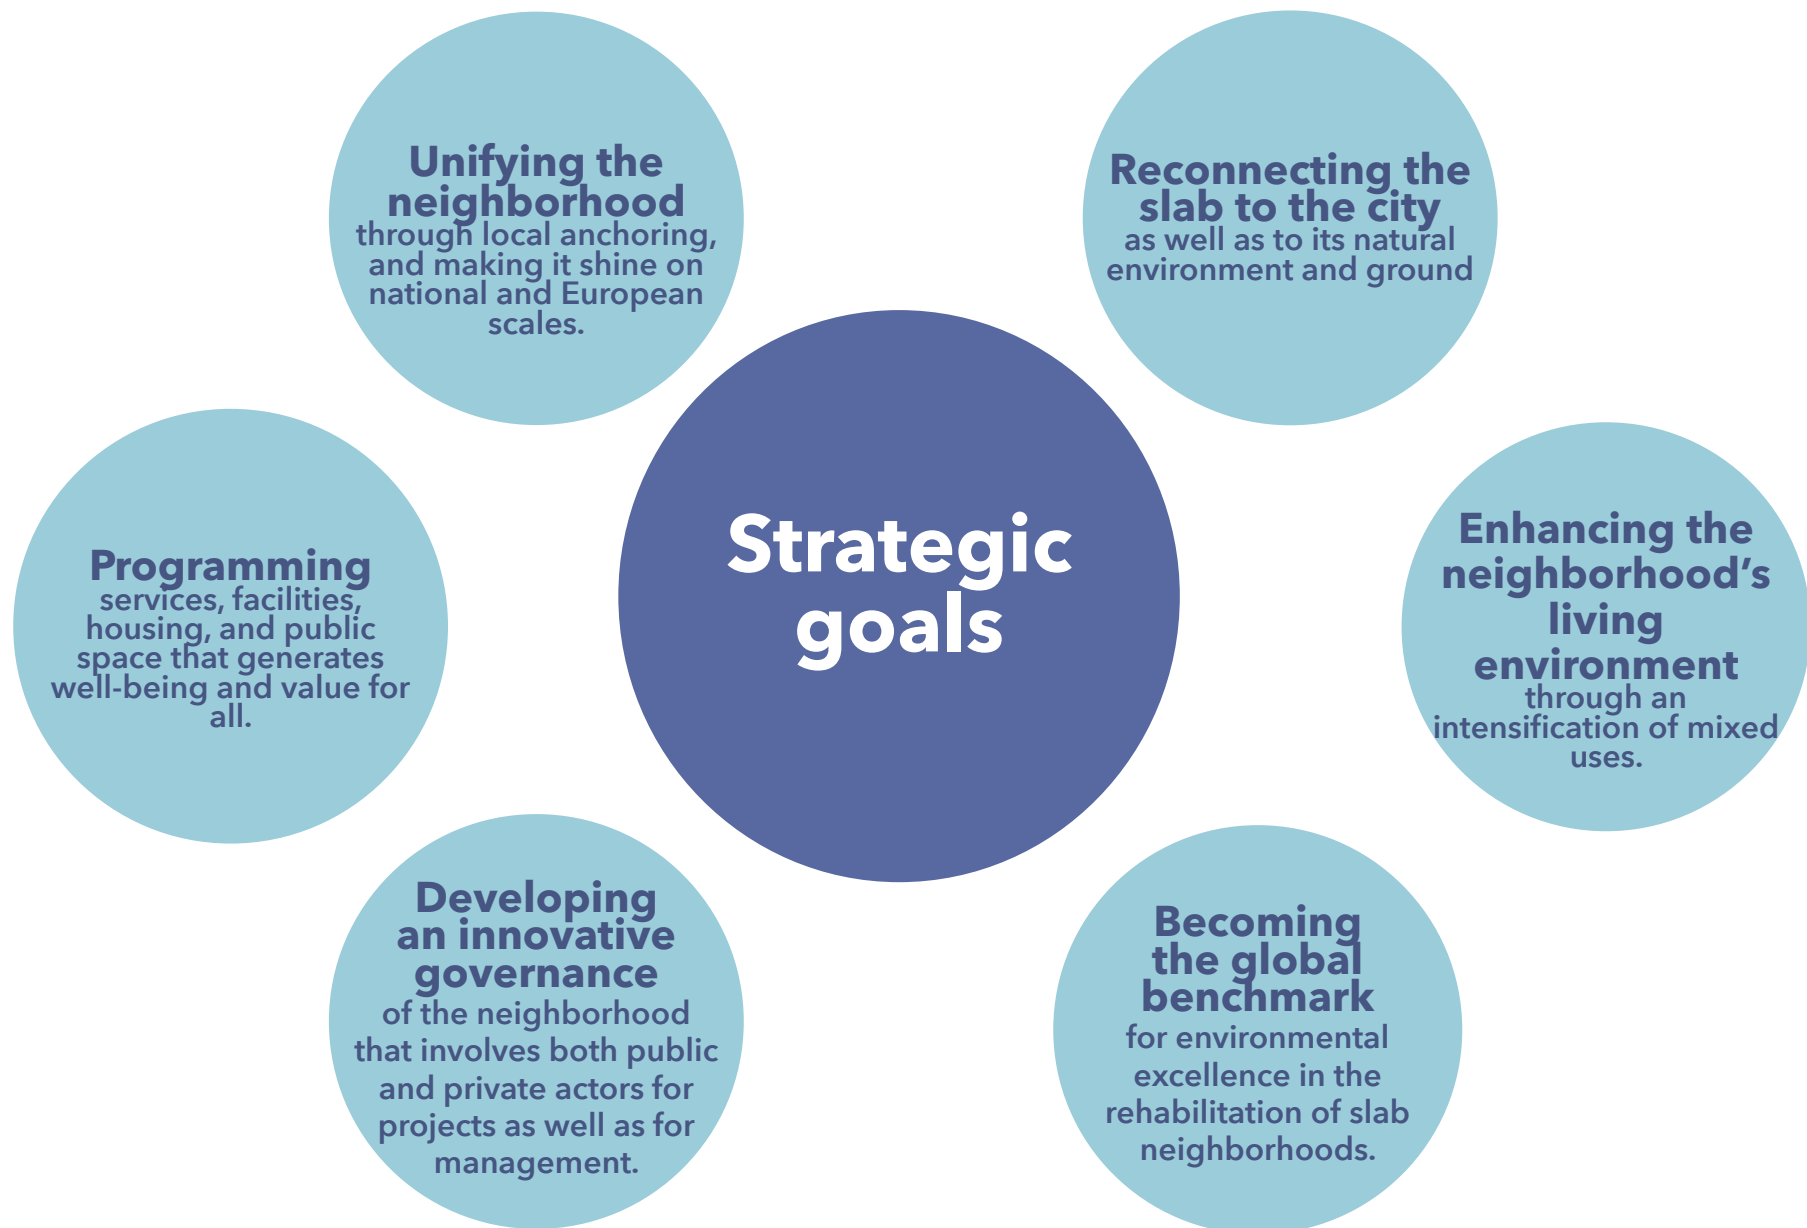 Unifying the
neighborhood
through local anchoring,
and making it shine on
national and European
scales.
Reconnecting the
slab to the city
as well as to its natural
environment and ground
Strategic
goals
Programming
services, facilities,
housing, and public
space that generates
well-being and value for
all.
Enhancing the
neighborhood’s
living
environment
through an
intensification of mixed
uses.
Developing
an innovative
governance
of the neighborhood
that involves both public
and private actors for
projects as well as for
management.
Becoming
the global
benchmark
for environmental
excellence in the
rehabilitation of slab
neighborhoods.